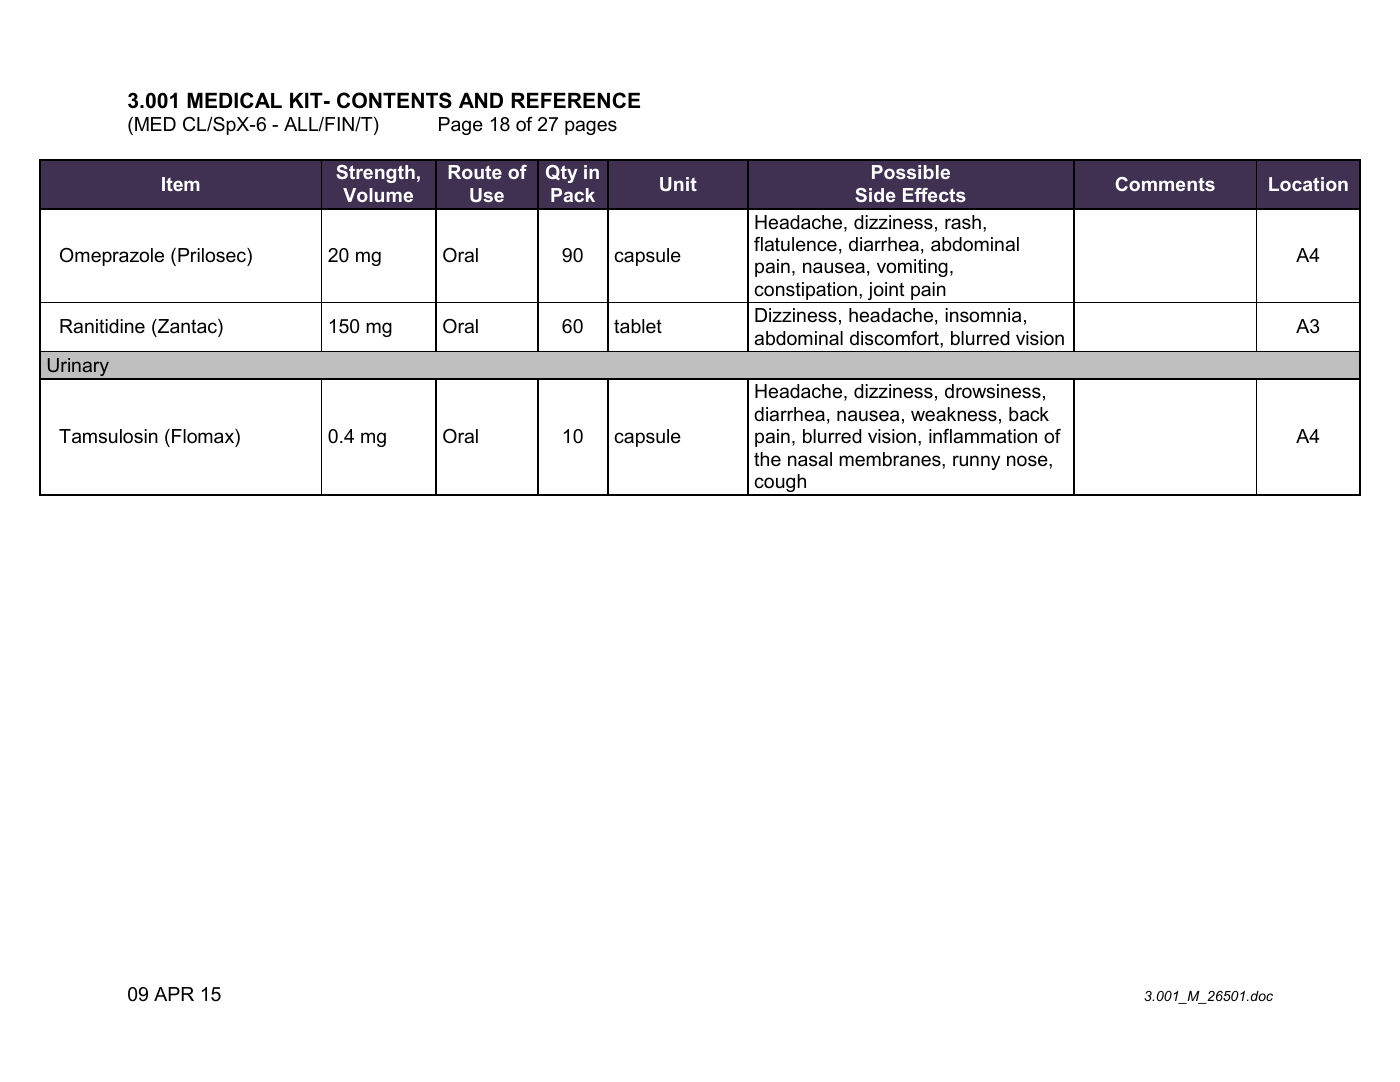 3.001 MEDICAL KIT- CONTENTS AND REFERENCE
(MED CL/SpX-6 - ALL/FIN/T) Page 18 of 27 pages
Item
Strength,
Volume
Route of
Use
Qty in
Pack
Unit
Possible
Side Effects
Comments
Location
Omeprazole (Prilosec)
20 mg
Oral
90
capsule
Headache, dizziness, rash,
flatulence, diarrhea, abdominal
pain, nausea, vomiting,
constipation, joint pain
A4
Ranitidine (Zantac)
150 mg
Oral
60
tablet
Dizziness, headache, insomnia,
abdominal discomfort, blurred vision
A3
Urinary
Tamsulosin (Flomax)
0.4 mg
Oral
10
capsule
Headache, dizziness, drowsiness,
diarrhea, nausea, weakness, back
pain, blurred vision, inflammation of
the nasal membranes, runny nose,
cough
A4
09 APR 15
3.001_M_26501.doc